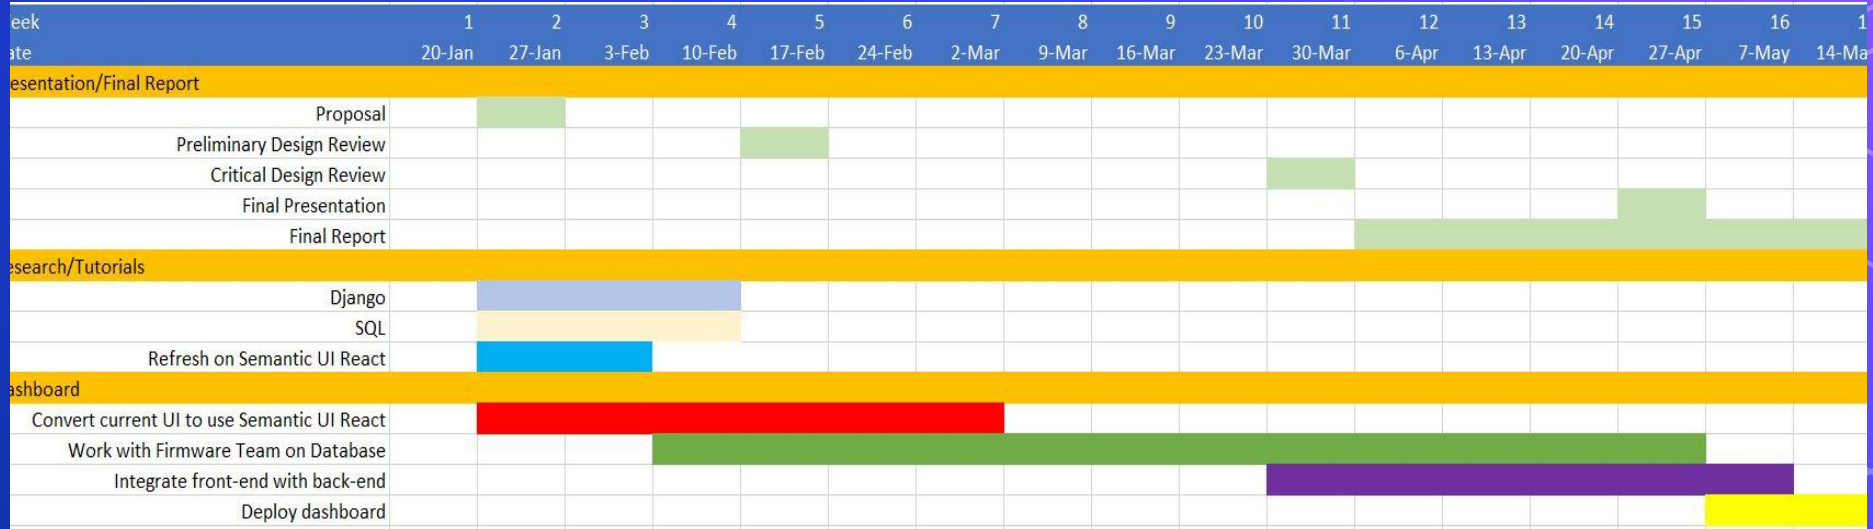 eek 1 2 3 4 5 6 7 8 9 10 11 12 13 14 15 16 1
ate 20-Jan 27-Jan 3-Feb 10-Feb 17-Feb 24-Feb 2-Mar 9-Mar 16-Mar 23-Mar 30-Mar 6-Apr 13-Apr 20-Apr 27-Apr 7-May 14-Ma
esentation/Final Report
Proposal
Preliminary Design Review
Critical Design Review
Final Presentation
Final Report
esearch/Tutorials
Django
SQL
Refresh on Semantic UI React
ashboard
Convert current UI to use Semantic UI React
Work with Firmware Team on Database
Integrate front-end with back-end
Deploy dashboard